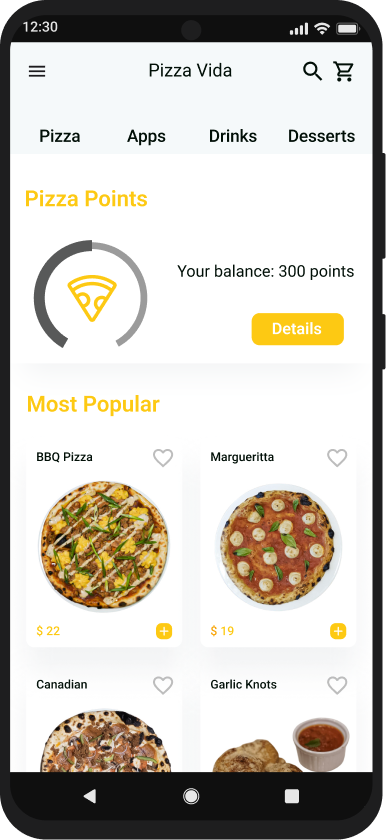 12:30
Pizza Vida
Pizza Apps Drinks Desserts
Pizza Points
Your balance: 300 points
Details
Most Popular
BBQ Pizza Margueritta
$ 22 $ 19
Canadian Garlic Knots